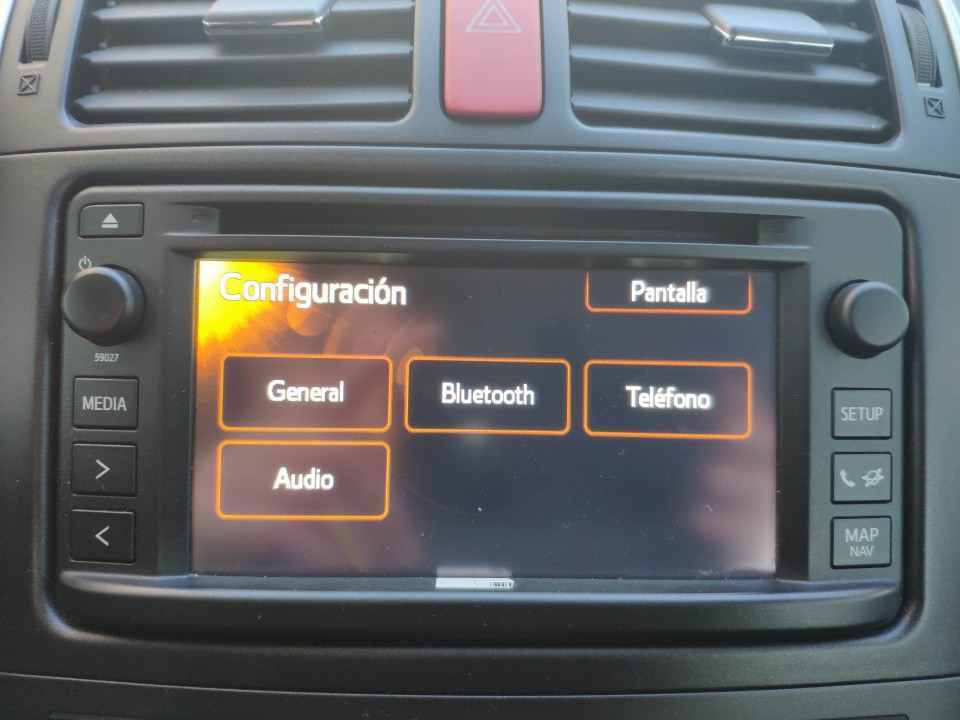 Configuración
Pantalla
General
Bluetooth
Teléfono
Audio
59027
MEDIA
SETUP
MAP
NAV